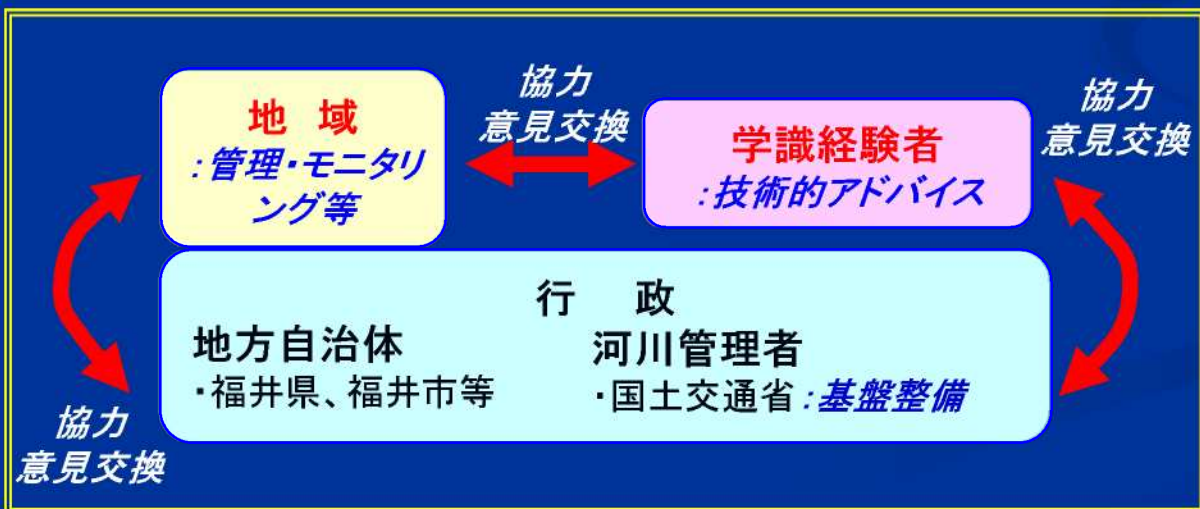 協力
意見交換
地 域
:管理・モニタリ
ング等
学識経験者
:技術的アドバイス
協力
意見交換
行 政
地方自治体
・福井県、福井市等
河川管理者
・国土交通省:基盤整備
協力
意見交換